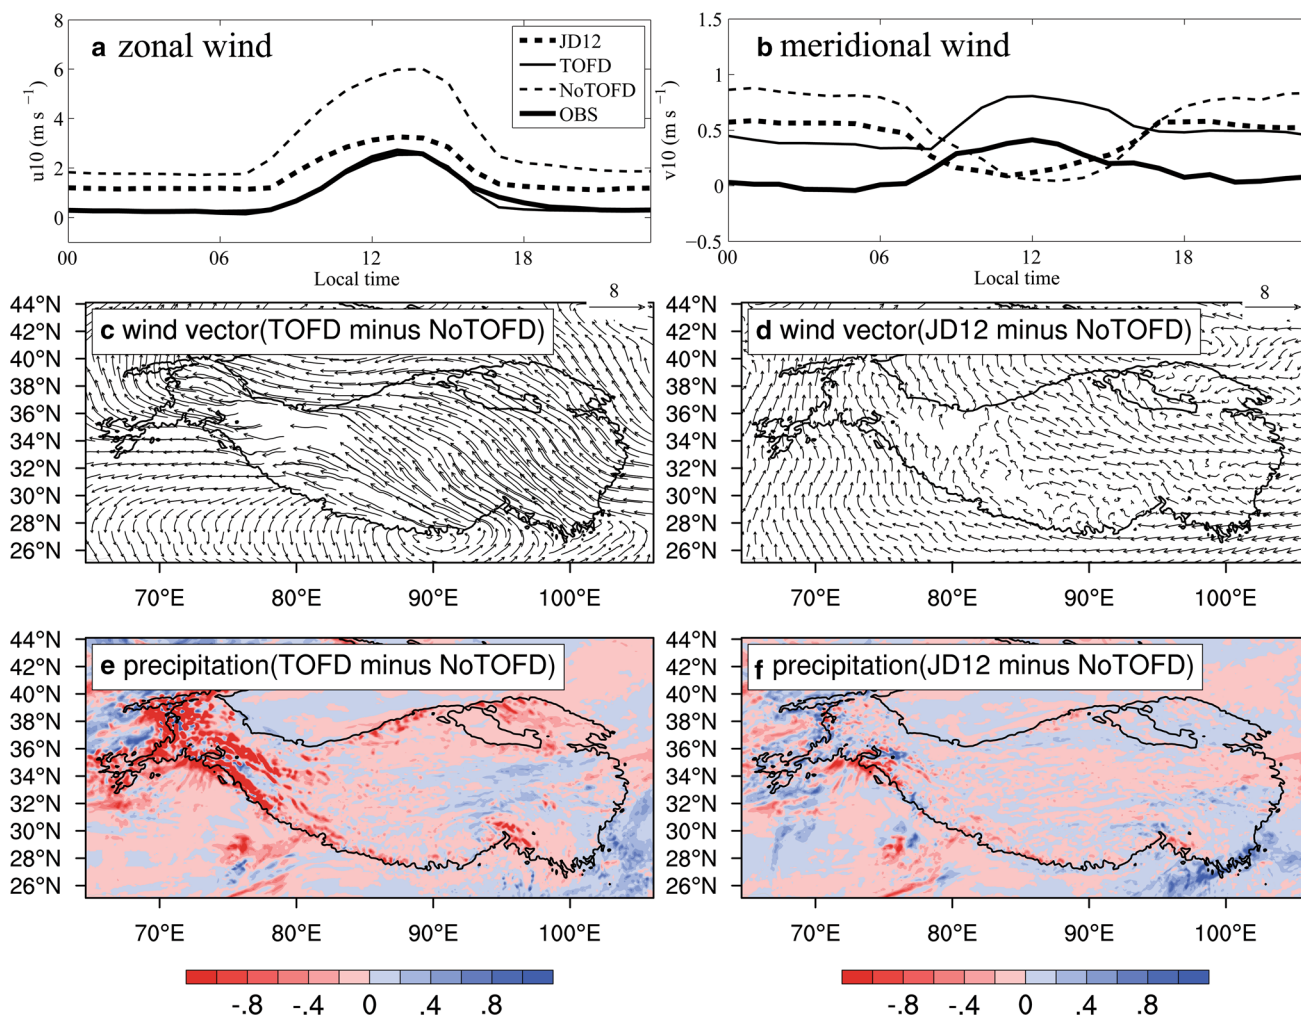 a zonal wind
JD12
TOFD
NoTOFD
OBS
8
6
4
2
0
u10 (m s⁻¹)
00 06 12 18
Local time
b meridional wind
1.5
1
0.5
0
−0.5
v10 (m s⁻¹)
00 06 12 18
Local time
c wind vector(TOFD minus NoTOFD)
8
44°N
42°N
40°N
38°N
36°N
34°N
32°N
30°N
28°N
26°N
70°E 80°E 90°E 100°E
d wind vector(JD12 minus NoTOFD)
8
44°N
42°N
40°N
38°N
36°N
34°N
32°N
30°N
28°N
26°N
70°E 80°E 90°E 100°E
e precipitation(TOFD minus NoTOFD)
44°N
42°N
40°N
38°N
36°N
34°N
32°N
30°N
28°N
26°N
70°E 80°E 90°E 100°E
-.8 -.4 0 .4 .8
f precipitation(JD12 minus NoTOFD)
44°N
42°N
40°N
38°N
36°N
34°N
32°N
30°N
28°N
26°N
70°E 80°E 90°E 100°E
-.8 -.4 0 .4 .8